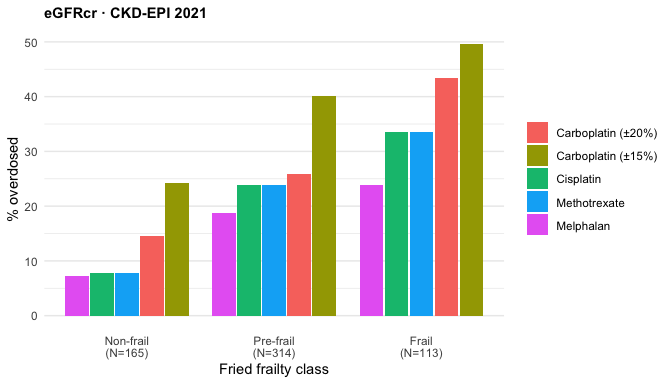 eGFRcr · CKD-EPI 2021
% overdosed
50
40
30
20
10
0
Non-frail
(N=165)
Pre-frail
(N=314)
Frail
(N=113)
Fried frailty class
Carboplatin (±20%)
Carboplatin (±15%)
Cisplatin
Methotrexate
Melphalan